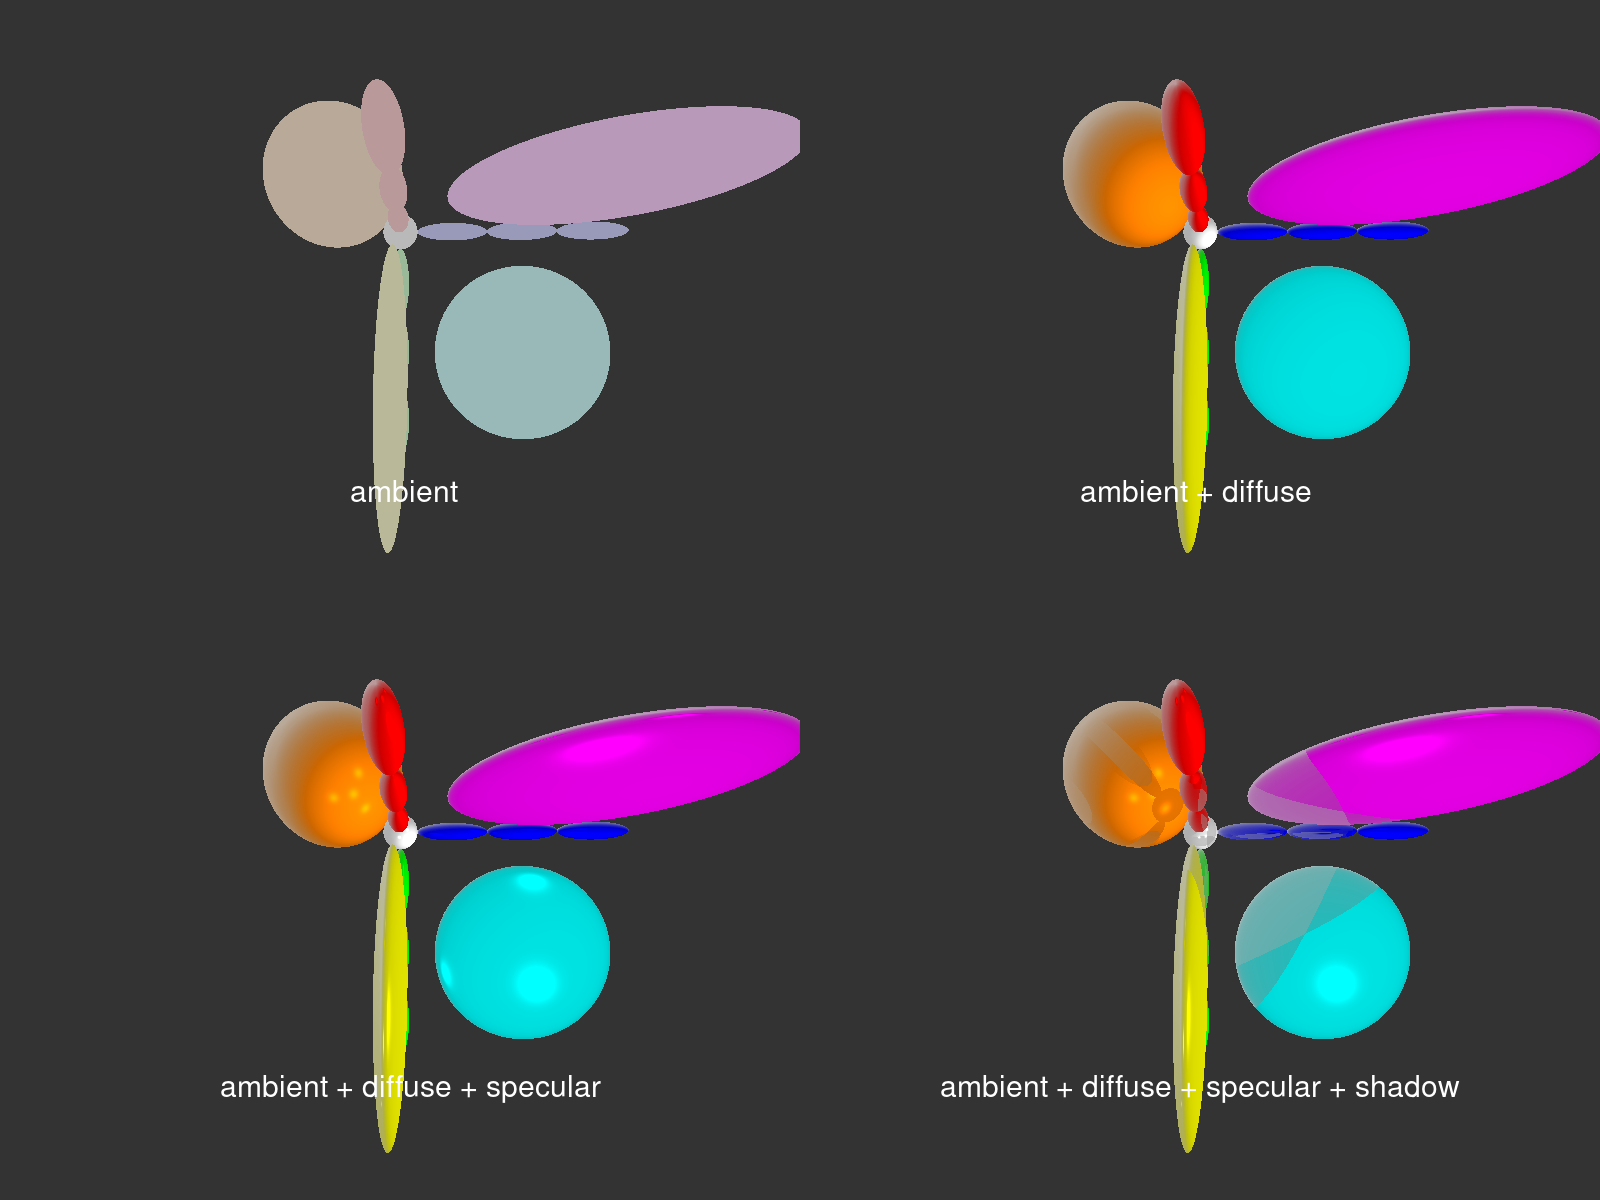 ambient
ambient + diffuse
ambient + diffuse + specular
ambient + diffuse + specular + shadow